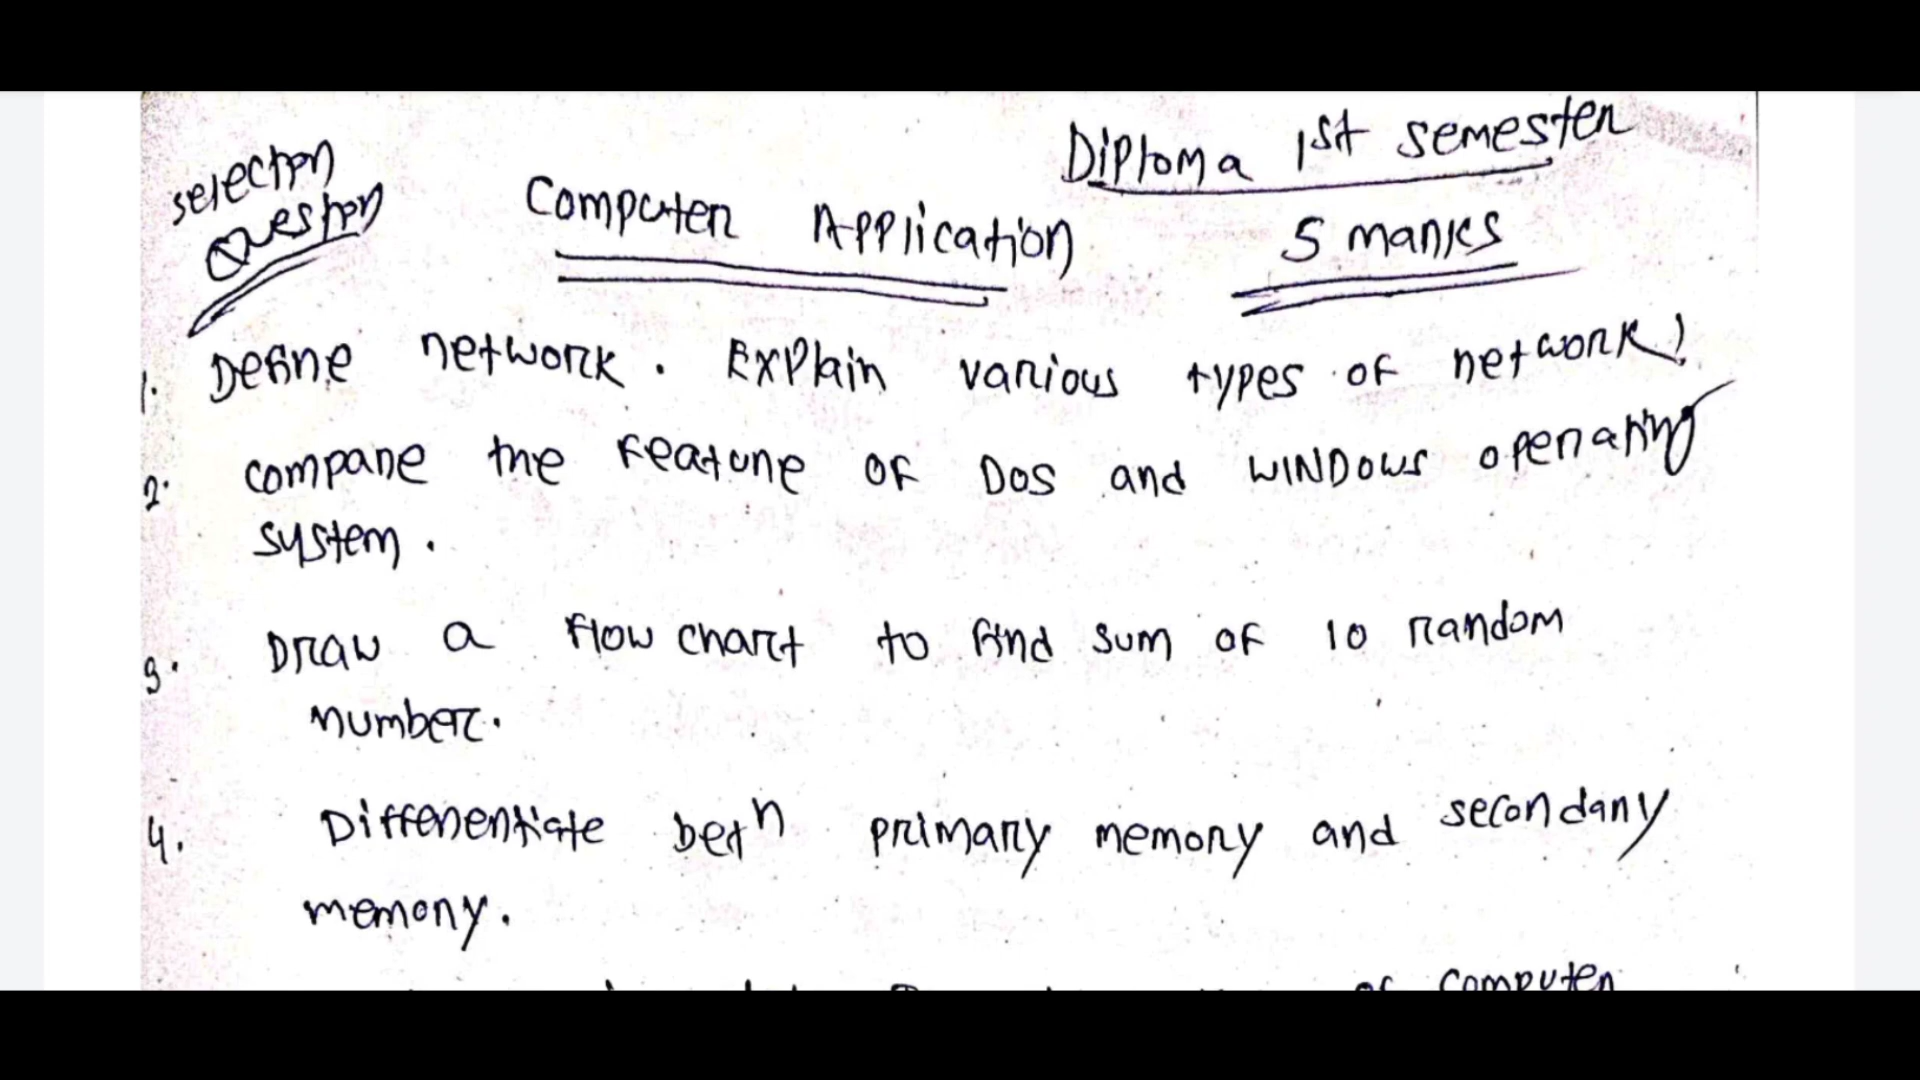 Diploma 1st semester
selection
Question
Computer Application
5 marks
1. Define network. Explain various types of network!
2. compare the feature of DOS and WINDOWS operating
system.
3. Draw a flow chart to find sum of 10 random
number.
4. Differentiate betn primary memory and secondary
memory.
of computer